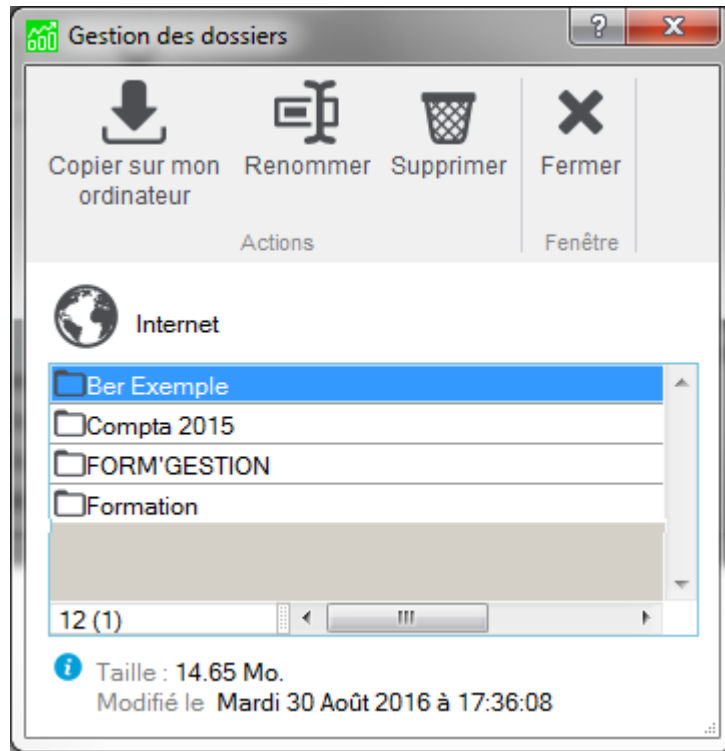 Gestion des dossiers
?
Copier sur mon ordinateur
Renommer
Supprimer
Fermer
Actions
Fenêtre
Internet
Ber Exemple
Compta 2015
FORM'GESTION
Formation
12 (1)
Taille : 14.65 Mo.
Modifié le Mardi 30 Août 2016 à 17:36:08